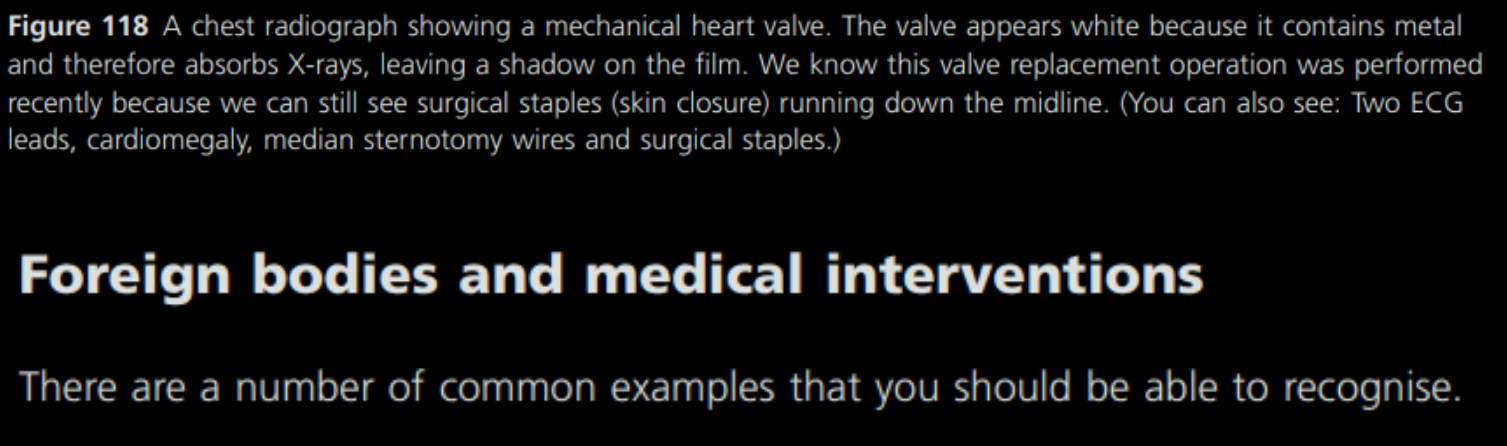 Figure 118 A chest radiograph showing a mechanical heart valve. The valve appears white because it contains metal
and therefore absorbs X-rays, leaving a shadow on the film. We know this valve replacement operation was performed
recently because we can still see surgical staples (skin closure) running down the midline. (You can also see: Two ECG
leads, cardiomegaly, median sternotomy wires and surgical staples.)
Foreign bodies and medical interventions
There are a number of common examples that you should be able to recognise.